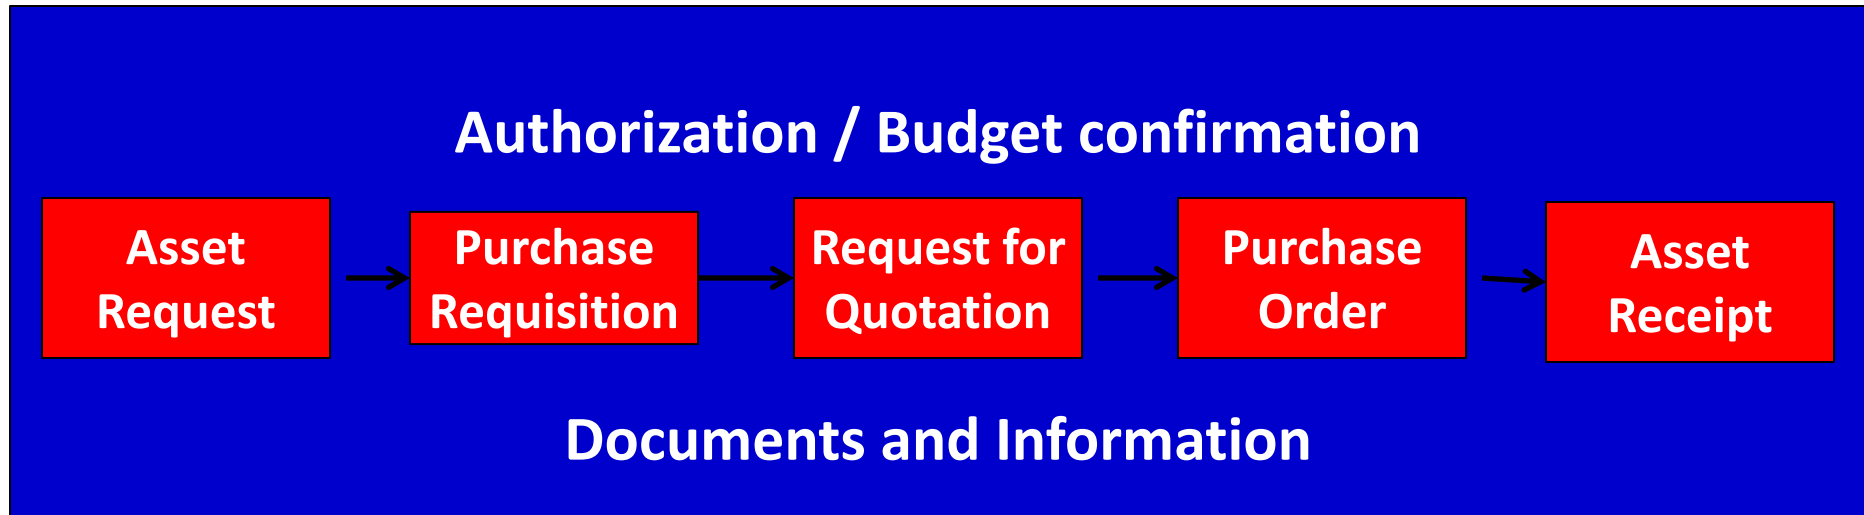 Authorization / Budget confirmation
Asset
Request
Purchase
Requisition
Request for
Quotation
Purchase
Order
Asset
Receipt
Documents and Information